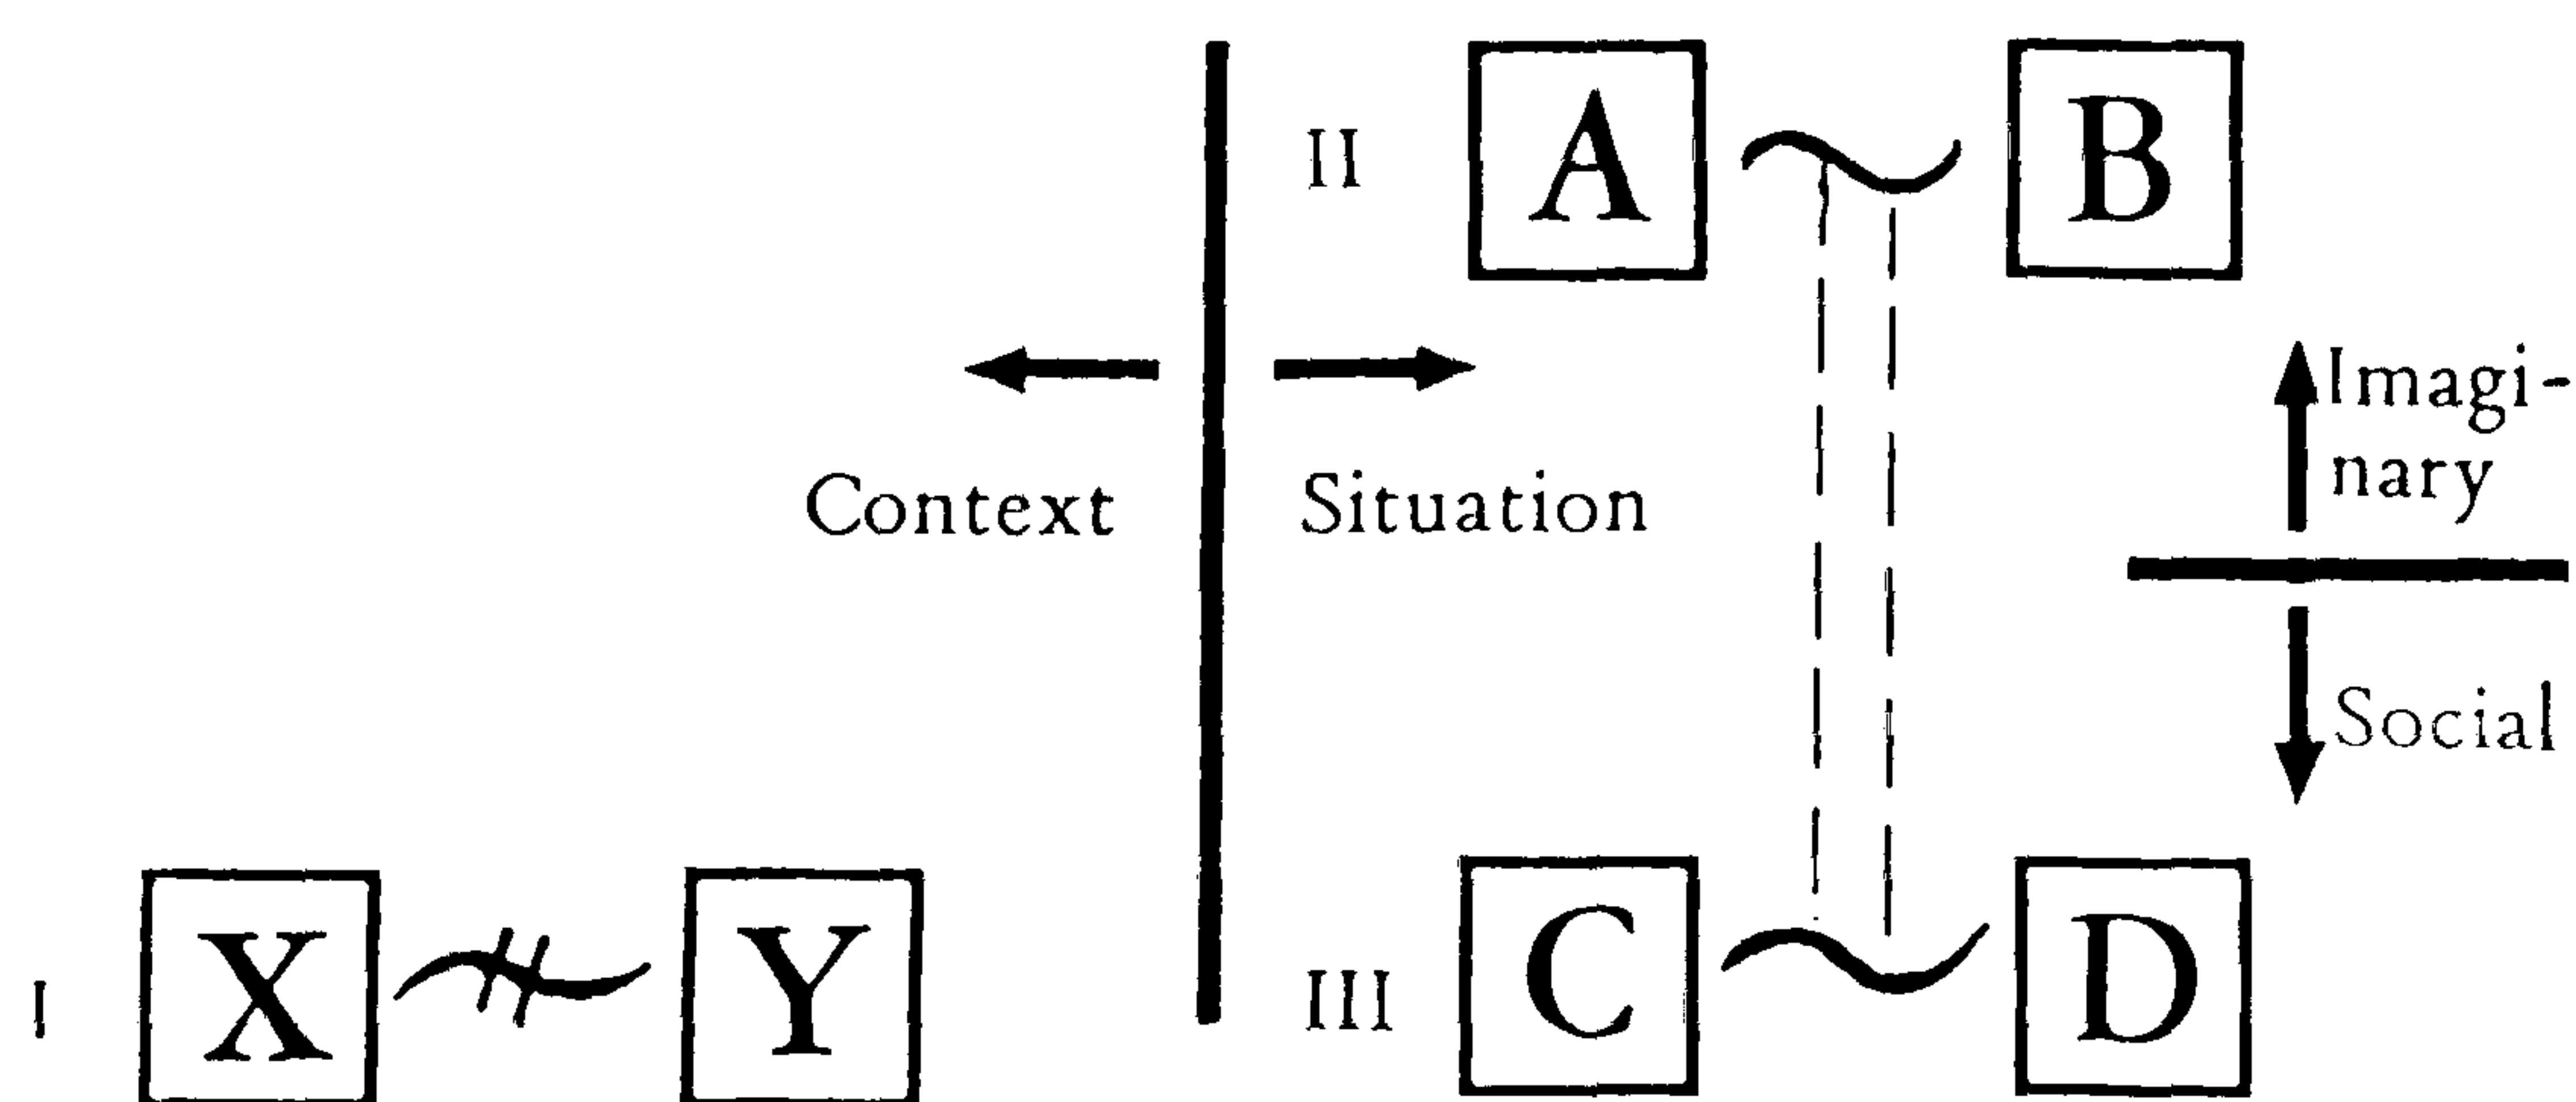 II A B
Imagi-
nary
Context Situation
Social
I X Y
III C D